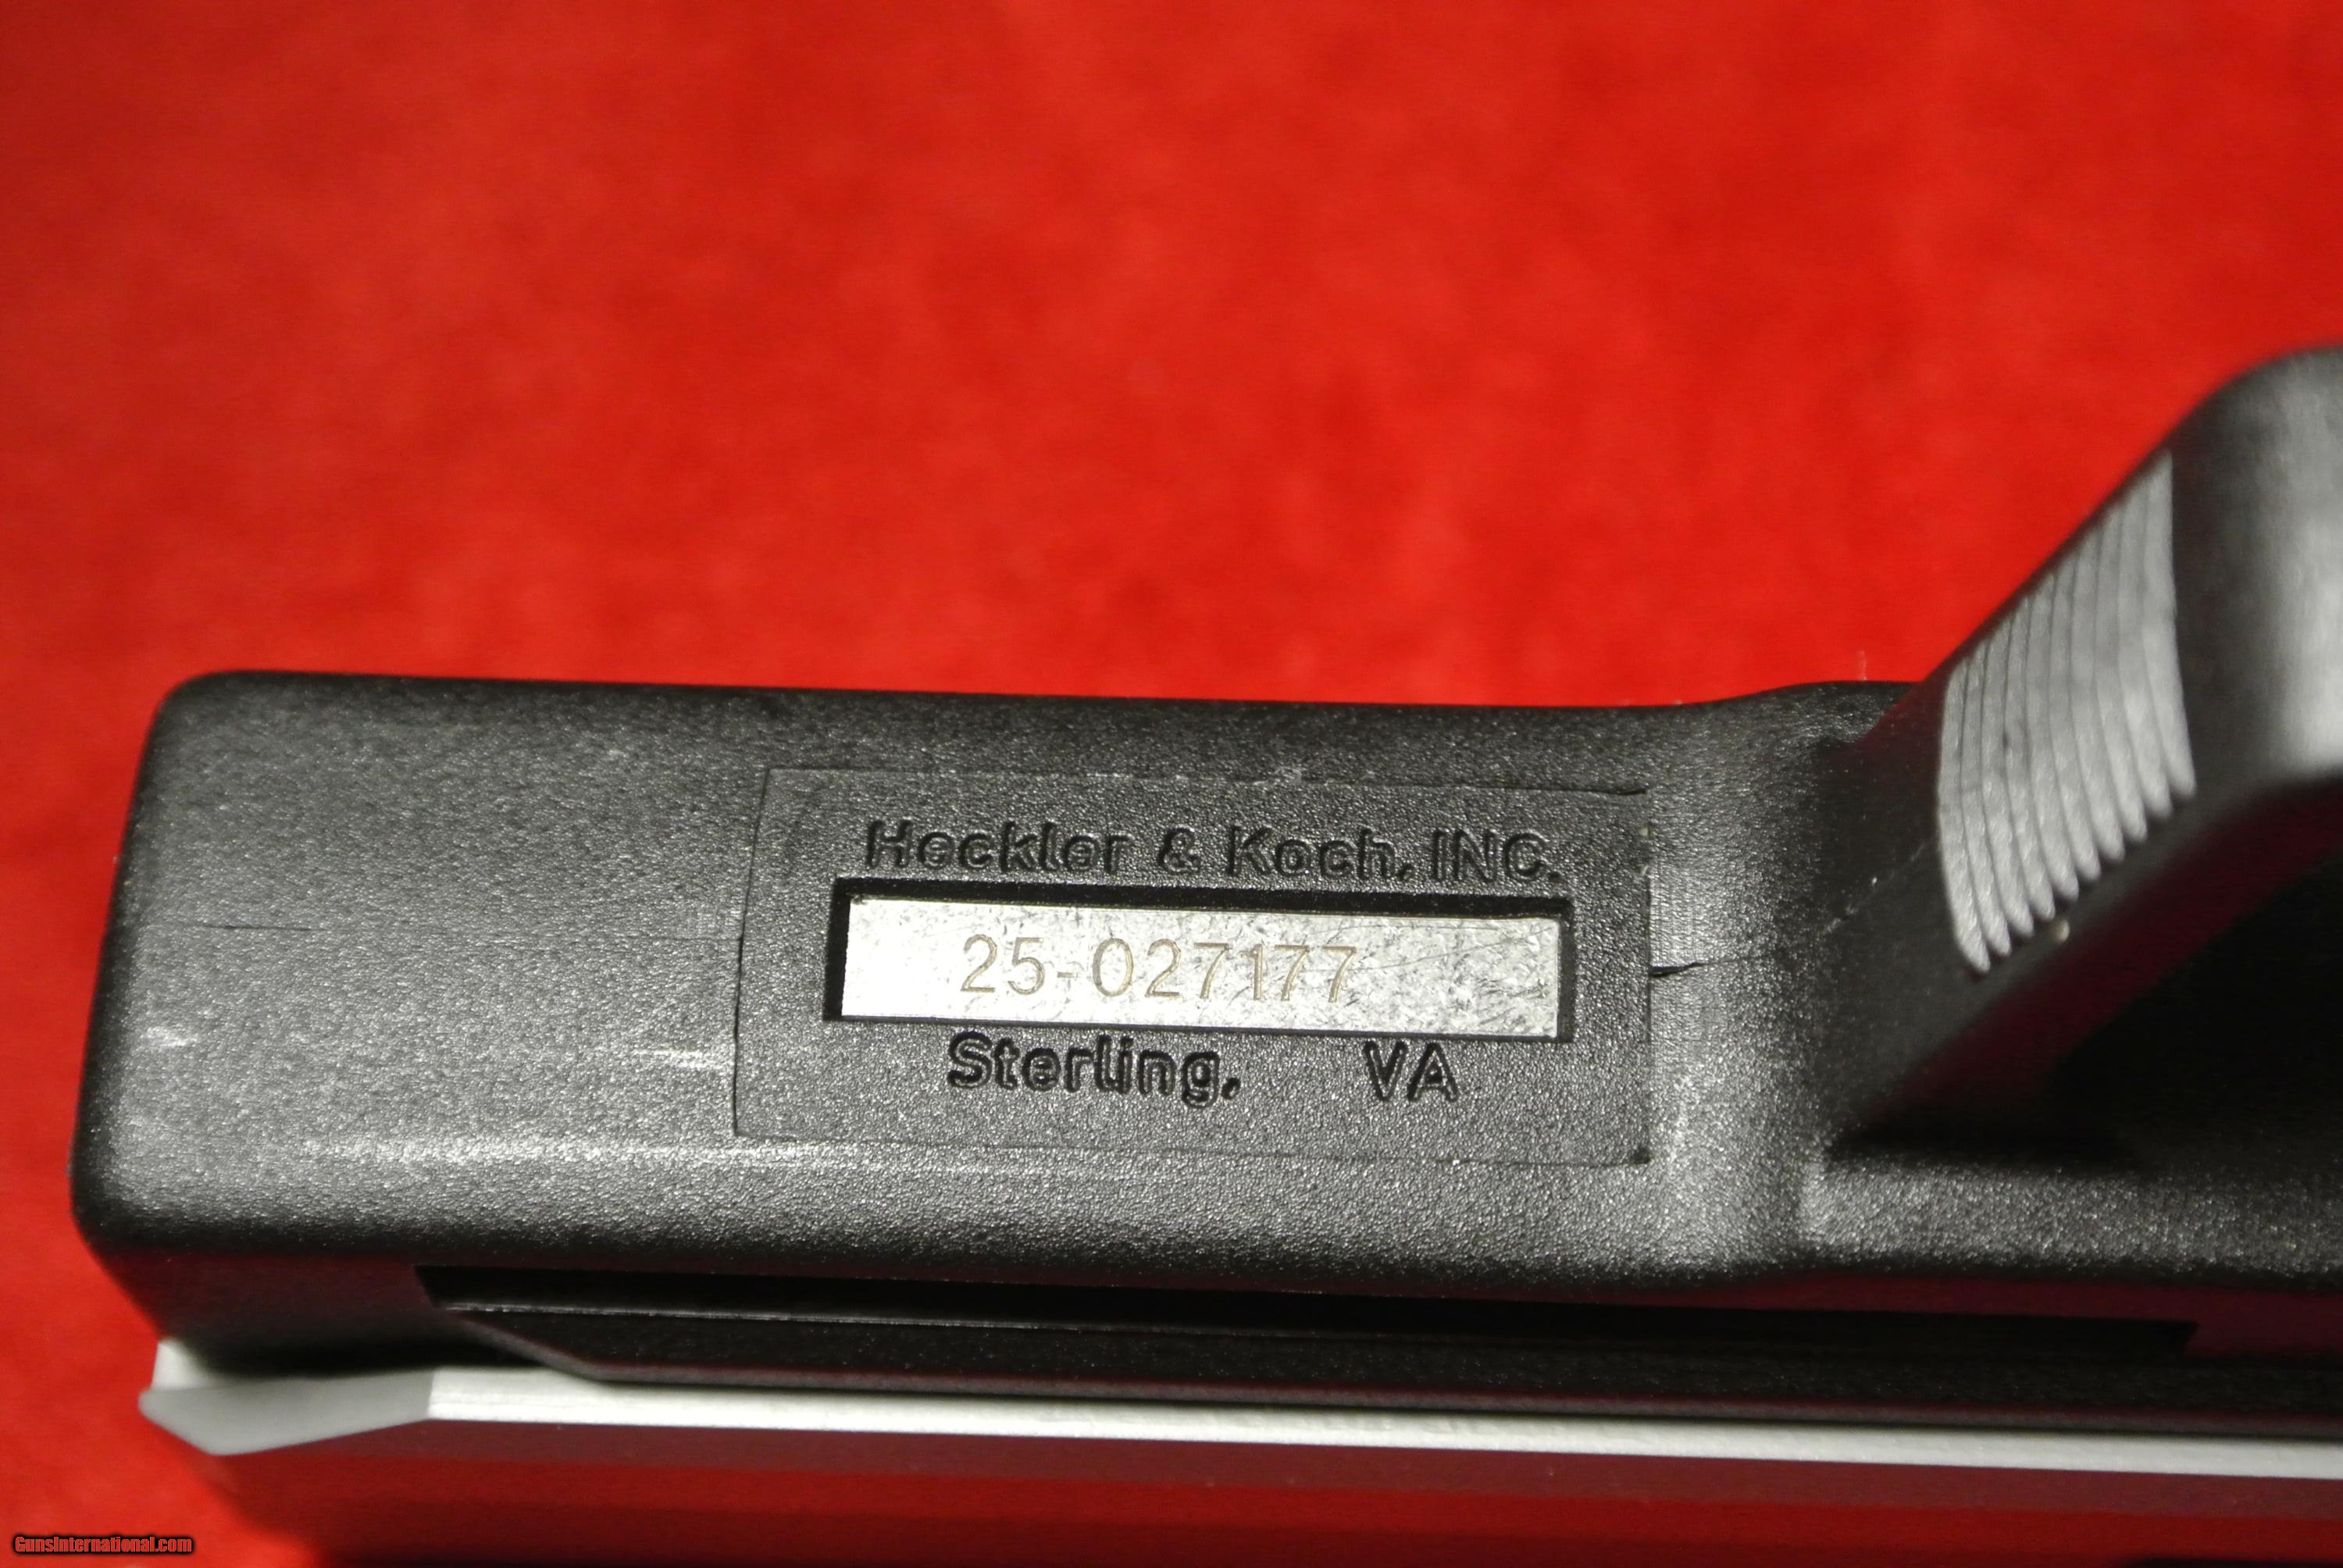 Heckler & Koch, INC.
25-027177
Sterling, VA
GunsInternational.com